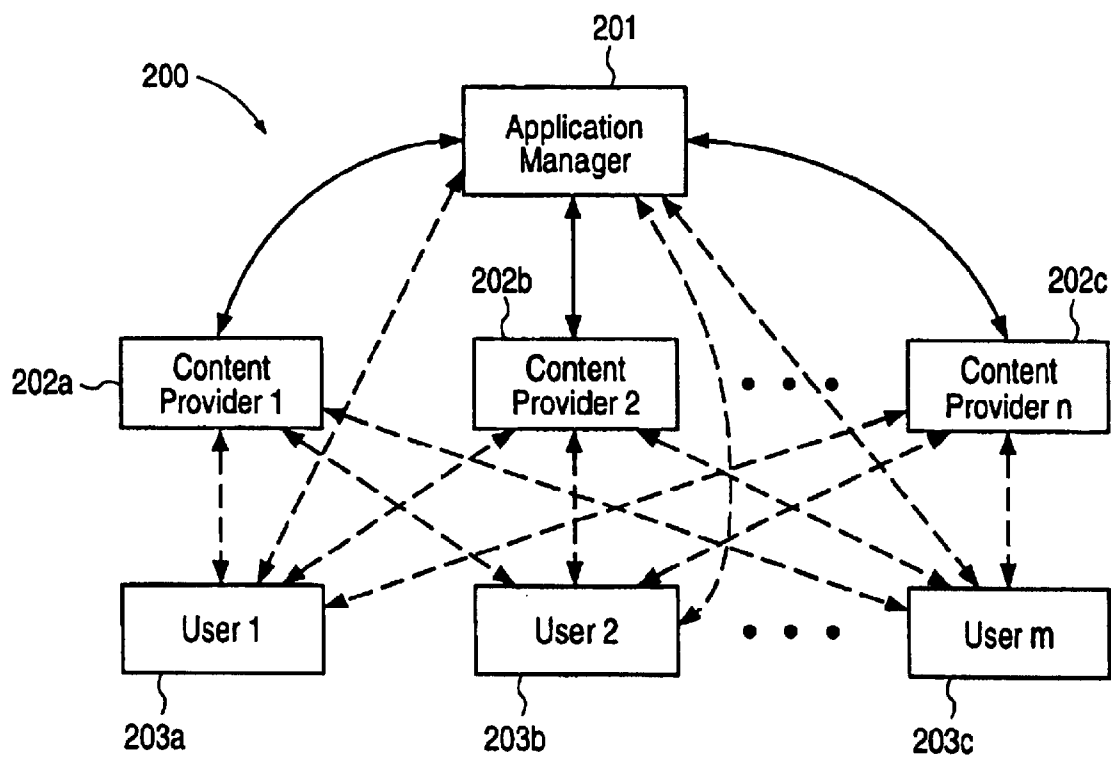 201
200
Application
Manager
202b
202c
202a
Content
Provider 1
Content
Provider 2
Content
Provider n
User 1
User 2
User m
203a
203b
203c